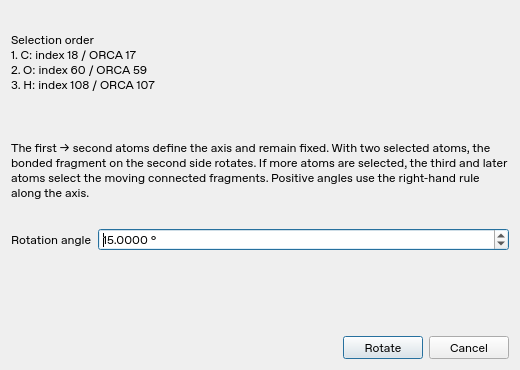 Selection order
1. C: index 18 / ORCA 17
2. O: index 60 / ORCA 59
3. H: index 108 / ORCA 107
The first → second atoms define the axis and remain fixed. With two selected atoms, the
bonded fragment on the second side rotates. If more atoms are selected, the third and later
atoms select the moving connected fragments. Positive angles use the right-hand rule
along the axis.
Rotation angle 15.0000 °
Rotate Cancel